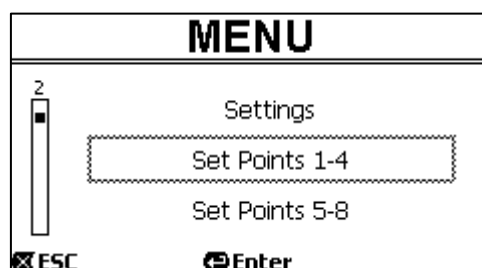 MENU
2
Settings
Set Points 1-4
Set Points 5-8
ESC Enter